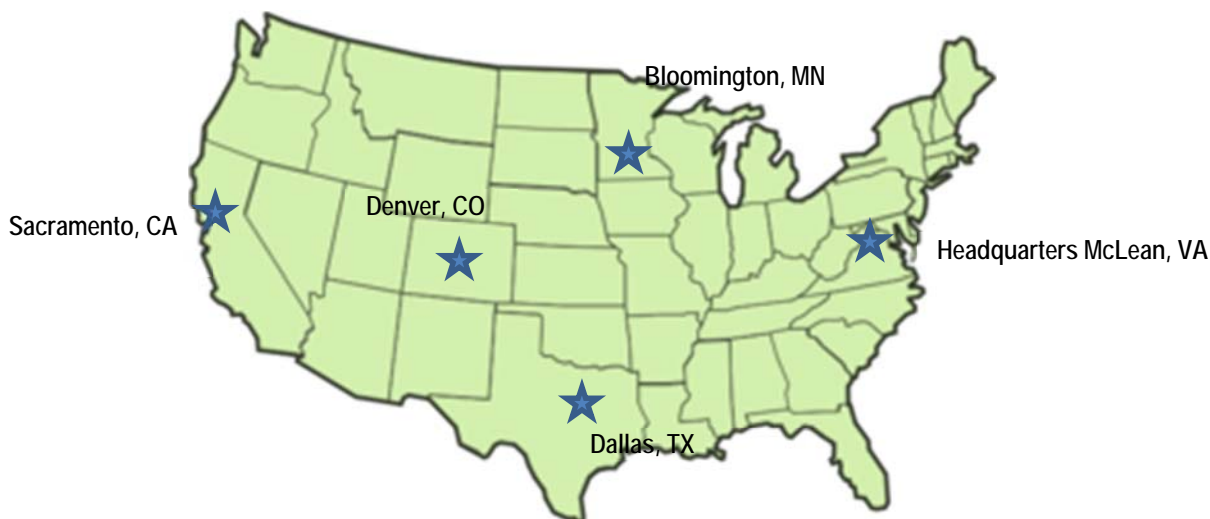 Bloomington, MN
Denver, CO
Sacramento, CA
Headquarters McLean, VA
Dallas, TX